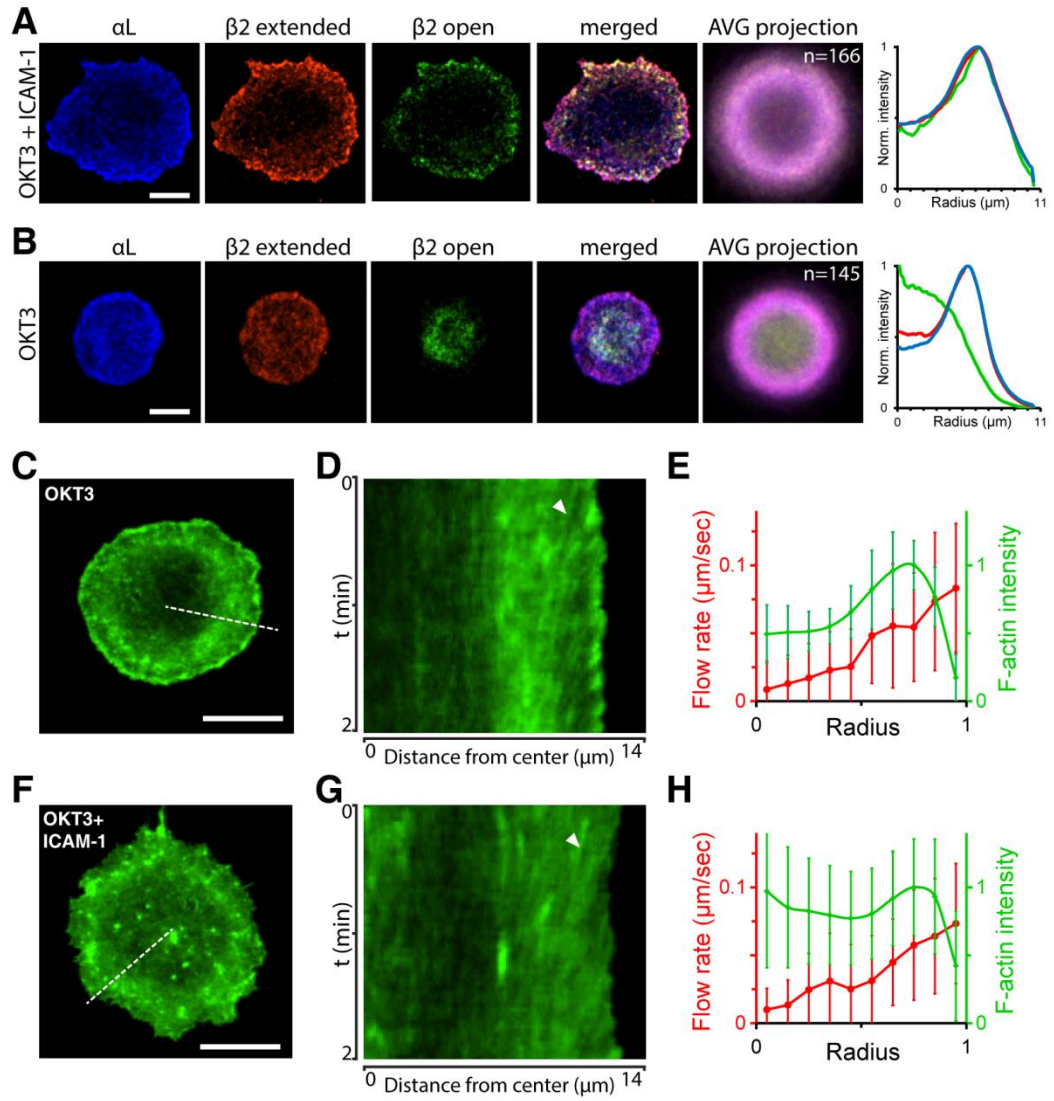 A
αL
β2 extended
β2 open
merged
AVG projection
OKT3 + ICAM-1
n=166
Norm. intensity
1
0
0
Radius (µm)
11
B
αL
β2 extended
β2 open
merged
AVG projection
OKT3
n=145
Norm. intensity
1
0
0
Radius (µm)
11
C
OKT3
D
0
t (min)
2
0
Distance from center (µm)
14
E
Flow rate (µm/sec)
0.1
0
0
Radius
1
1
0
F-actin intensity
F
OKT3+
ICAM-1
G
0
t (min)
2
0
Distance from center (µm)
14
H
Flow rate (µm/sec)
0.1
0
0
Radius
1
1
0
F-actin intensity